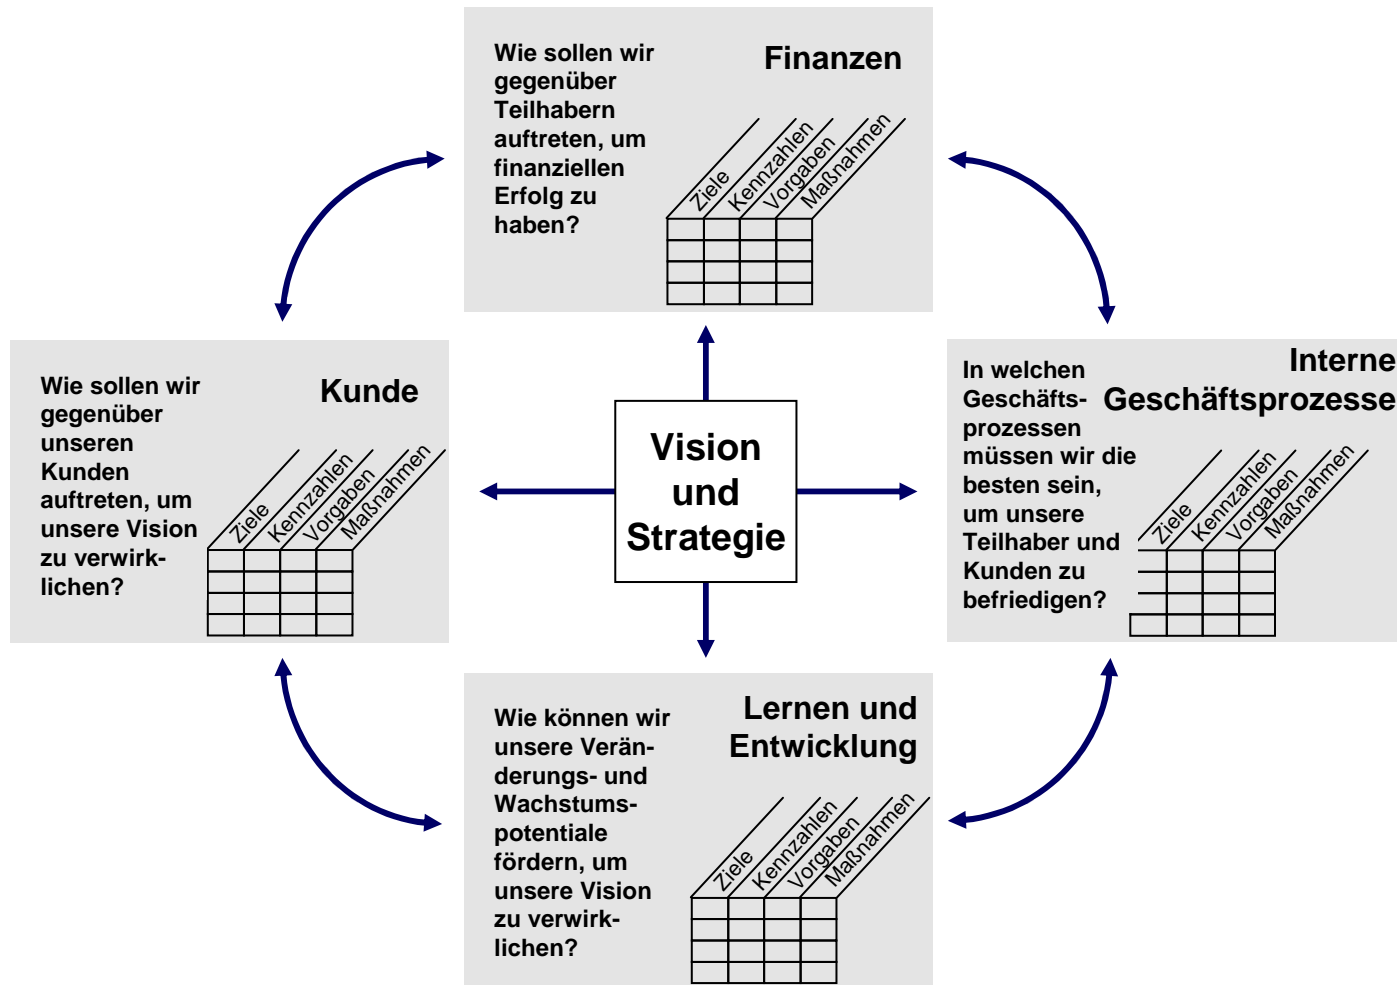 Wie sollen wir
gegenüber
Teilhabern
auftreten, um
finanziellen
Erfolg zu
haben?
Finanzen
Ziele
Kennzahlen
Vorgaben
Maßnahmen
Wie sollen wir
gegenüber
unseren
Kunden
auftreten, um
unsere Vision
zu verwirk-
lichen?
Kunde
Ziele
Kennzahlen
Vorgaben
Maßnahmen
Vision
und
Strategie
In welchen
Geschäfts-
prozessen
müssen wir die
besten sein,
um unsere
Teilhaber und
Kunden zu
befriedigen?
Interne
Geschäftsprozesse
Ziele
Kennzahlen
Vorgaben
Maßnahmen
Wie können wir
unsere Verän-
derungs- und
Wachstums-
potentiale
fördern, um
unsere Vision
zu verwirk-
lichen?
Lernen und
Entwicklung
Ziele
Kennzahlen
Vorgaben
Maßnahmen